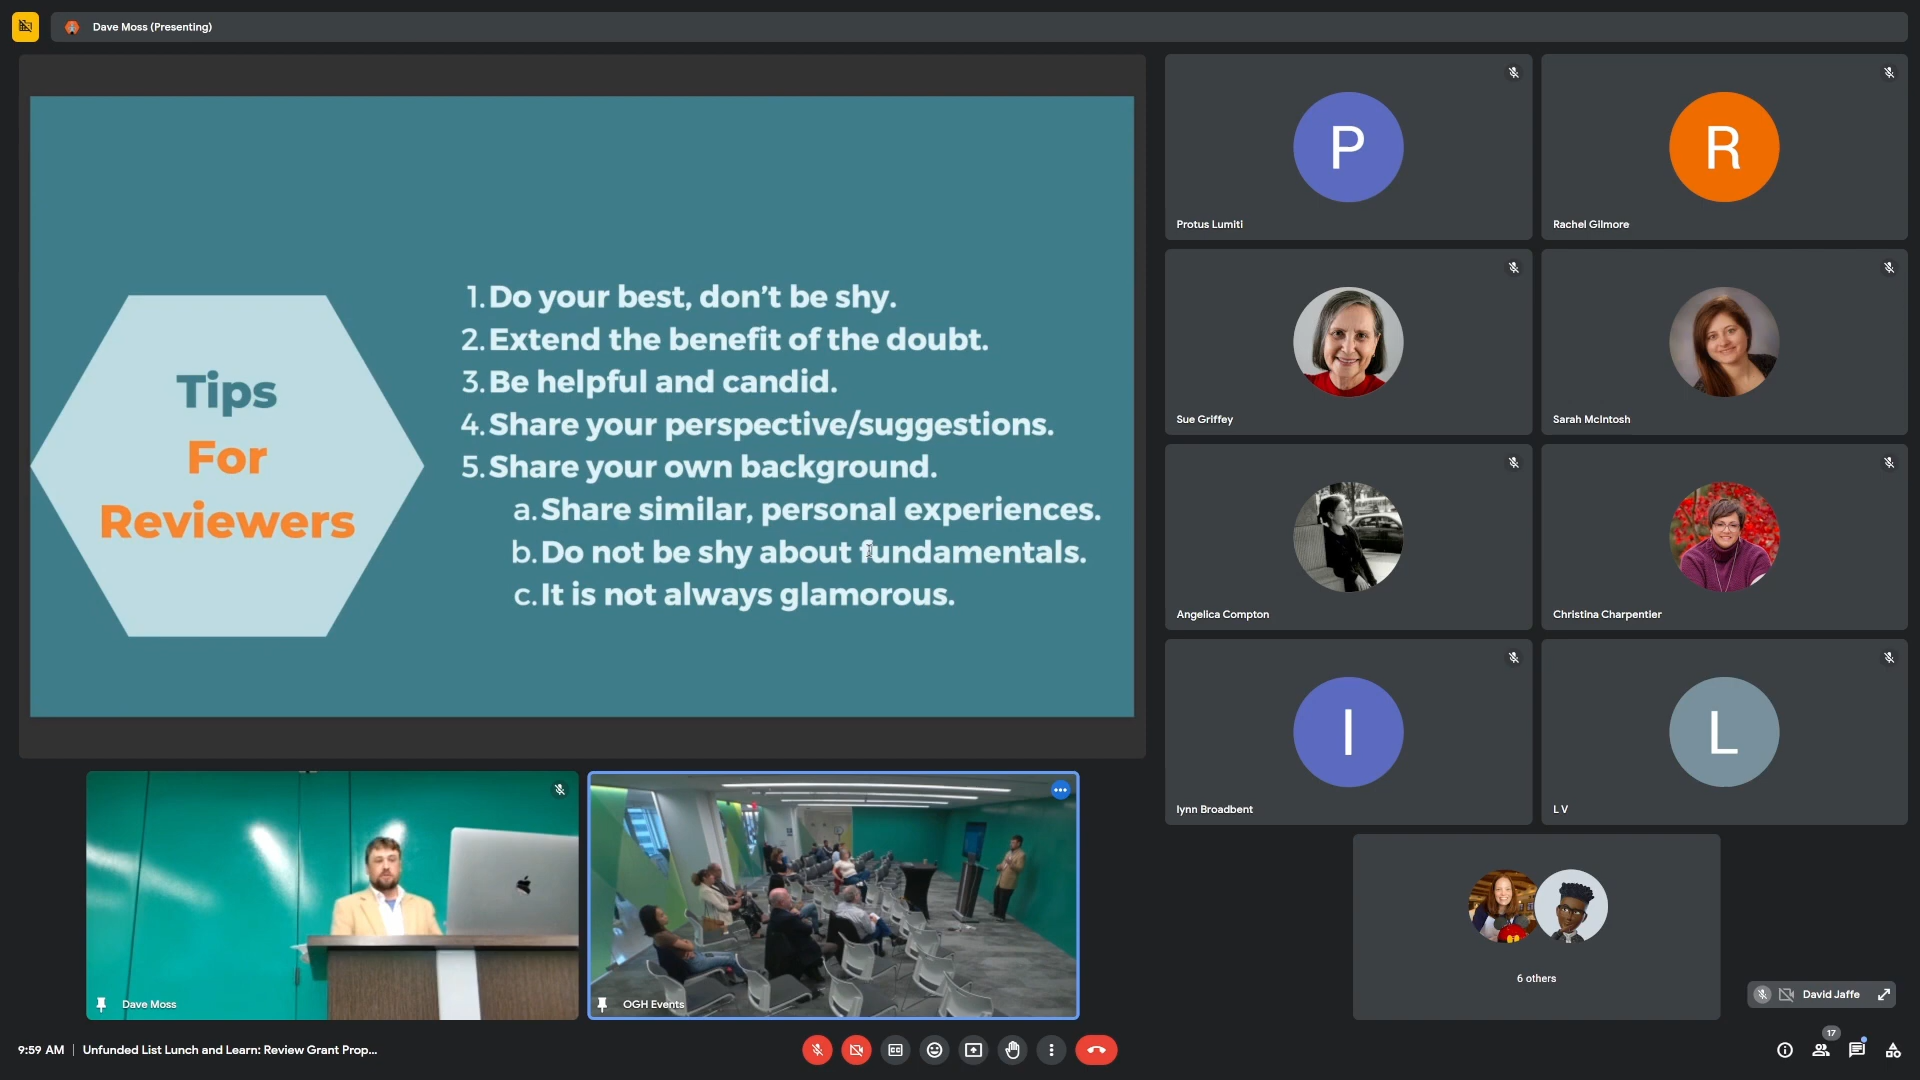 Dave Moss (Presenting)
Tips
For
Reviewers
1. Do your best, don't be shy.
2. Extend the benefit of the doubt.
3. Be helpful and candid.
4. Share your perspective/suggestions.
5. Share your own background.
a. Share similar, personal experiences.
b. Do not be shy about fundamentals.
c. It is not always glamorous.
P
Protus Lumiti
R
Rachel Gilmore
Sue Griffey
Sarah McIntosh
Angelica Compton
Christina Charpentier
l
lynn Broadbent
L
L V
Dave Moss
OGH Events
6 others
David Jaffe
9:59 AM | Unfunded List Lunch and Learn: Review Grant Prop...
17